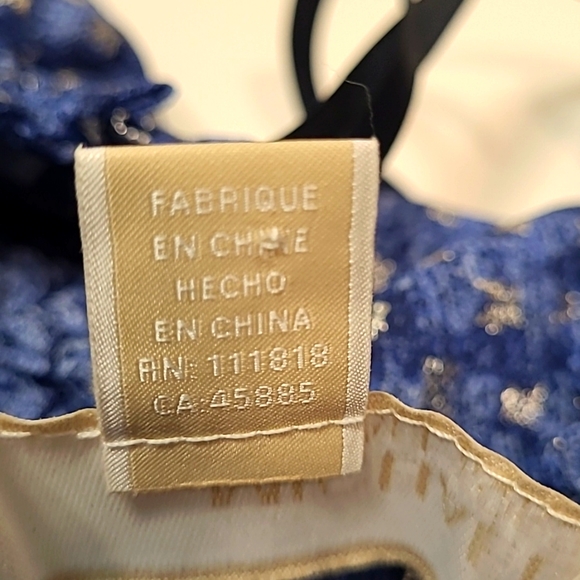 FABRIQUE
EN CHINE
HECHO
EN CHINA
RN: 111818
CA:45885